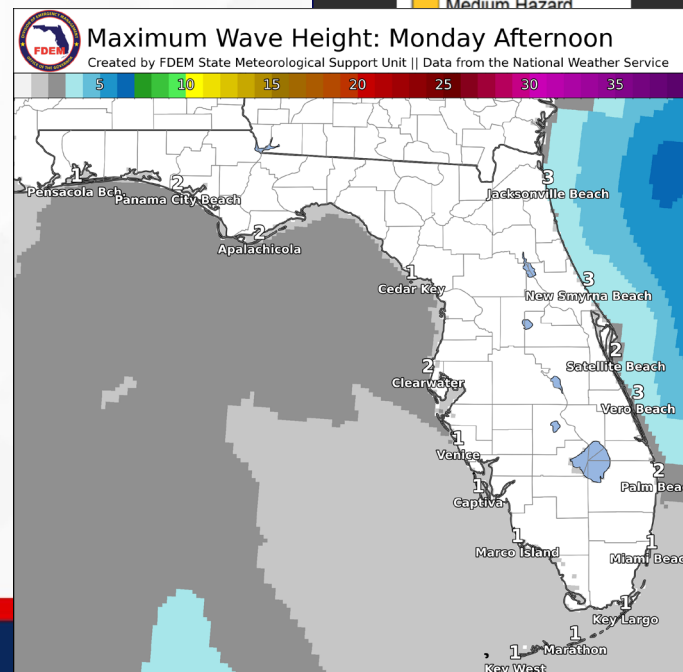 Medium Hazard
FDEM
Maximum Wave Height: Monday Afternoon
Created by FDEM State Meteorological Support Unit || Data from the National Weather Service
5 10 15 20 25 30 35
1
Pensacola Bch
2
Panama City Beach
2
Apalachicola
3
Jacksonville Beach
1
Cedar Key
3
New Smyrna Beach
2
Satellite Beach
2
Clearwater
3
Vero Beach
1
Venice
2
Palm Bea
1
Captiva
1
Marco Island
1
Miami Beac
1
Key Largo
1
Marathon
1
Key West